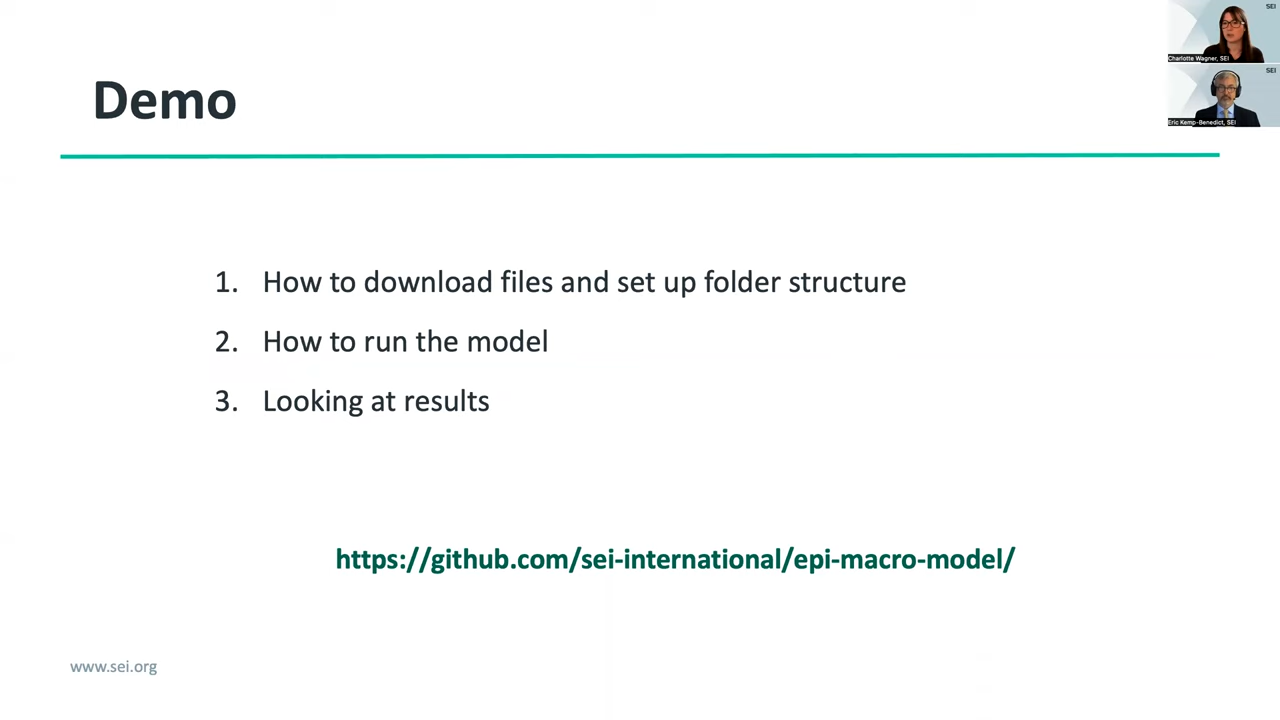 SEI
Charlotte Wagner, SEI
SEI
Eric Kemp-Benedict, SEI
Demo
1. How to download files and set up folder structure
2. How to run the model
3. Looking at results
https://github.com/sei-international/epi-macro-model/
www.sei.org